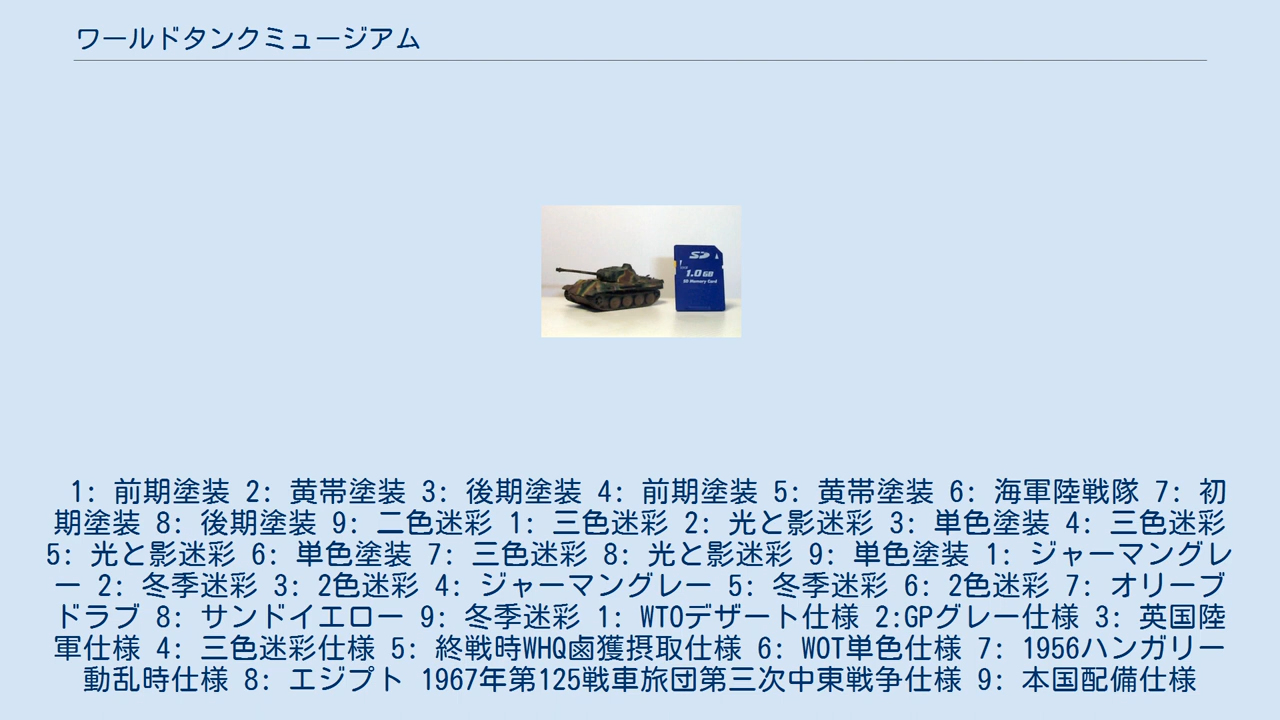 ワールドタンクミュージアム
SD
1.0GB
SD Memory Card
1: 前期塗装 2: 黄帯塗装 3: 後期塗装 4: 前期塗装 5: 黄帯塗装 6: 海軍陸戦隊 7: 初
期塗装 8: 後期塗装 9: 二色迷彩 1: 三色迷彩 2: 光と影迷彩 3: 単色塗装 4: 三色迷彩
5: 光と影迷彩 6: 単色塗装 7: 三色迷彩 8: 光と影迷彩 9: 単色塗装 1: ジャーマングレ
ー 2: 冬季迷彩 3: 2色迷彩 4: ジャーマングレー 5: 冬季迷彩 6: 2色迷彩 7: オリーブ
ドラブ 8: サンドイエロー 9: 冬季迷彩 1: WTOデザート仕様 2:GPグレー仕様 3: 英国陸
軍仕様 4: 三色迷彩仕様 5: 終戦時WHQ鹵獲摂取仕様 6: WOT単色仕様 7: 1956ハンガリー
動乱時仕様 8: エジプト 1967年第125戦車旅団第三次中東戦争仕様 9: 本国配備仕様